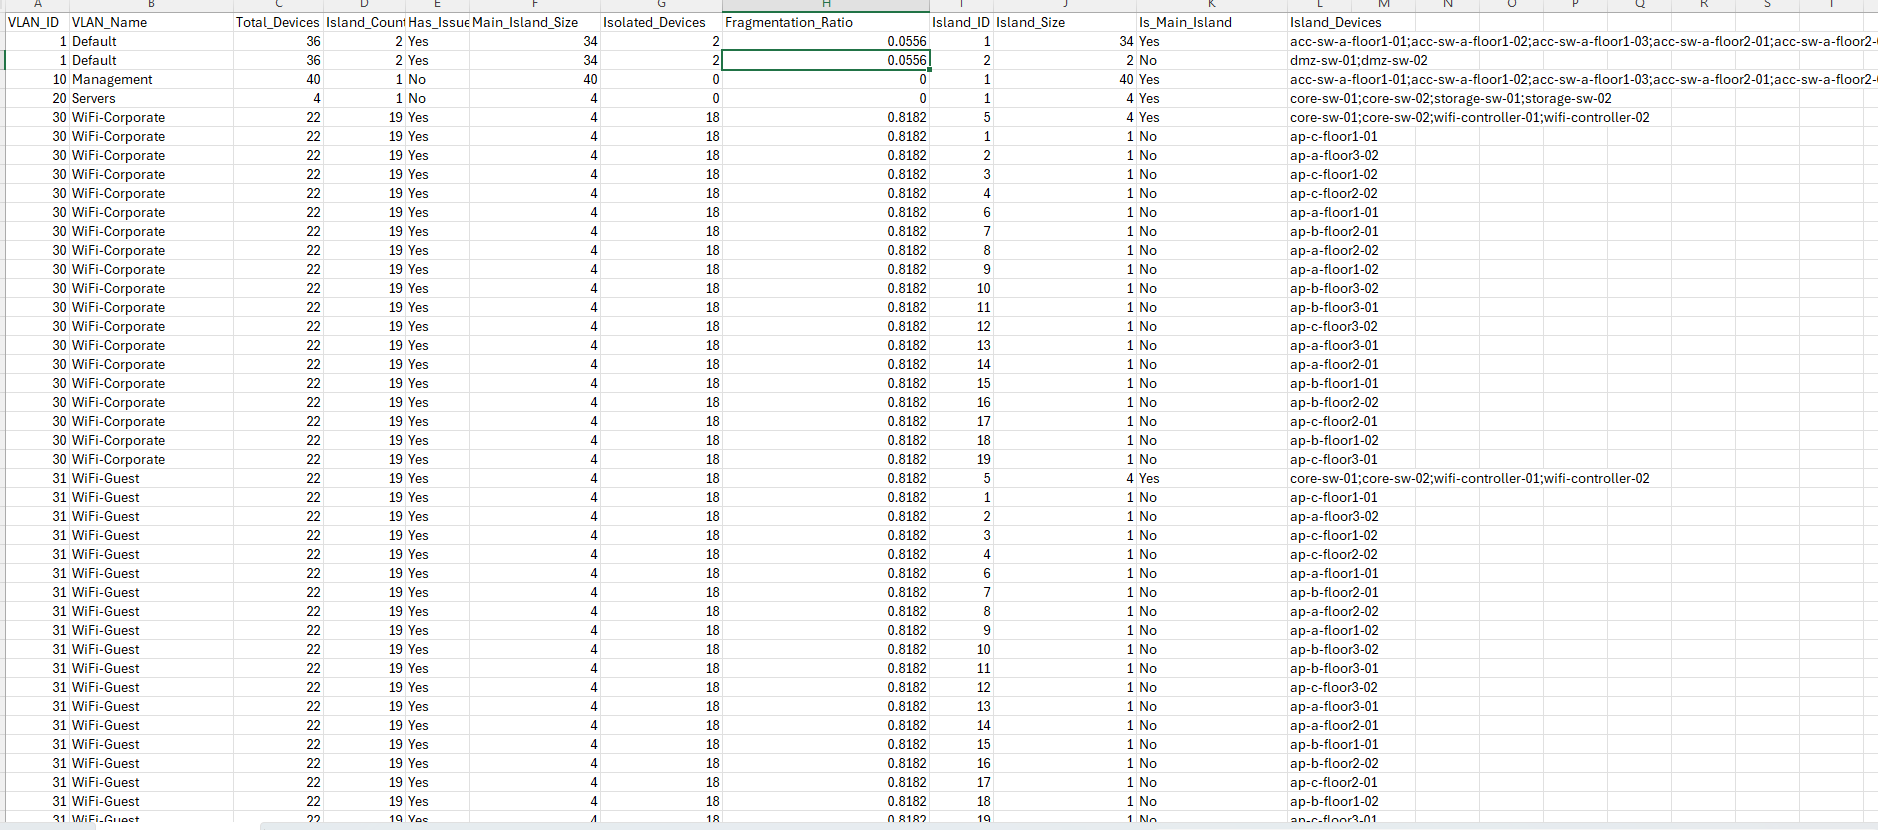 A B C D E F G H I J K L M N O P Q R S T
VLAN_ID VLAN_Name Total_Devices Island_Count Has_Issue Main_Island_Size Isolated_Devices Fragmentation_Ratio Island_ID Island_Size Is_Main_Island Island_Devices
1 Default 36 2 Yes 34 2 0.0556 1 34 Yes acc-sw-a-floor1-01;acc-sw-a-floor1-02;acc-sw-a-floor1-03;acc-sw-a-floor2-01;acc-sw-a-floor2-
1 Default 36 2 Yes 34 2 0.0556 2 2 No dmz-sw-01;dmz-sw-02
10 Management 40 1 No 40 0 0 1 40 Yes acc-sw-a-floor1-01;acc-sw-a-floor1-02;acc-sw-a-floor1-03;acc-sw-a-floor2-01;acc-sw-a-floor2-
20 Servers 4 1 No 4 0 0 1 4 Yes core-sw-01;core-sw-02;storage-sw-01;storage-sw-02
30 WiFi-Corporate 22 19 Yes 4 18 0.8182 5 4 Yes core-sw-01;core-sw-02;wifi-controller-01;wifi-controller-02
30 WiFi-Corporate 22 19 Yes 4 18 0.8182 1 1 No ap-c-floor1-01
30 WiFi-Corporate 22 19 Yes 4 18 0.8182 2 1 No ap-a-floor3-02
30 WiFi-Corporate 22 19 Yes 4 18 0.8182 3 1 No ap-c-floor1-02
30 WiFi-Corporate 22 19 Yes 4 18 0.8182 4 1 No ap-c-floor2-02
30 WiFi-Corporate 22 19 Yes 4 18 0.8182 6 1 No ap-a-floor1-01
30 WiFi-Corporate 22 19 Yes 4 18 0.8182 7 1 No ap-b-floor2-01
30 WiFi-Corporate 22 19 Yes 4 18 0.8182 8 1 No ap-a-floor2-02
30 WiFi-Corporate 22 19 Yes 4 18 0.8182 9 1 No ap-a-floor1-02
30 WiFi-Corporate 22 19 Yes 4 18 0.8182 10 1 No ap-b-floor3-02
30 WiFi-Corporate 22 19 Yes 4 18 0.8182 11 1 No ap-b-floor3-01
30 WiFi-Corporate 22 19 Yes 4 18 0.8182 12 1 No ap-c-floor3-02
30 WiFi-Corporate 22 19 Yes 4 18 0.8182 13 1 No ap-a-floor3-01
30 WiFi-Corporate 22 19 Yes 4 18 0.8182 14 1 No ap-a-floor2-01
30 WiFi-Corporate 22 19 Yes 4 18 0.8182 15 1 No ap-b-floor1-01
30 WiFi-Corporate 22 19 Yes 4 18 0.8182 16 1 No ap-b-floor2-02
30 WiFi-Corporate 22 19 Yes 4 18 0.8182 17 1 No ap-c-floor2-01
30 WiFi-Corporate 22 19 Yes 4 18 0.8182 18 1 No ap-b-floor1-02
30 WiFi-Corporate 22 19 Yes 4 18 0.8182 19 1 No ap-c-floor3-01
31 WiFi-Guest 22 19 Yes 4 18 0.8182 5 4 Yes core-sw-01;core-sw-02;wifi-controller-01;wifi-controller-02
31 WiFi-Guest 22 19 Yes 4 18 0.8182 1 1 No ap-c-floor1-01
31 WiFi-Guest 22 19 Yes 4 18 0.8182 2 1 No ap-a-floor3-02
31 WiFi-Guest 22 19 Yes 4 18 0.8182 3 1 No ap-c-floor1-02
31 WiFi-Guest 22 19 Yes 4 18 0.8182 4 1 No ap-c-floor2-02
31 WiFi-Guest 22 19 Yes 4 18 0.8182 6 1 No ap-a-floor1-01
31 WiFi-Guest 22 19 Yes 4 18 0.8182 7 1 No ap-b-floor2-01
31 WiFi-Guest 22 19 Yes 4 18 0.8182 8 1 No ap-a-floor2-02
31 WiFi-Guest 22 19 Yes 4 18 0.8182 9 1 No ap-a-floor1-02
31 WiFi-Guest 22 19 Yes 4 18 0.8182 10 1 No ap-b-floor3-02
31 WiFi-Guest 22 19 Yes 4 18 0.8182 11 1 No ap-b-floor3-01
31 WiFi-Guest 22 19 Yes 4 18 0.8182 12 1 No ap-c-floor3-02
31 WiFi-Guest 22 19 Yes 4 18 0.8182 13 1 No ap-a-floor3-01
31 WiFi-Guest 22 19 Yes 4 18 0.8182 14 1 No ap-a-floor2-01
31 WiFi-Guest 22 19 Yes 4 18 0.8182 15 1 No ap-b-floor1-01
31 WiFi-Guest 22 19 Yes 4 18 0.8182 16 1 No ap-b-floor2-02
31 WiFi-Guest 22 19 Yes 4 18 0.8182 17 1 No ap-c-floor2-01
31 WiFi-Guest 22 19 Yes 4 18 0.8182 18 1 No ap-b-floor1-02
31 WiFi-Guest 22 19 Yes 4 18 0.8182 19 1 No ap-c-floor3-01